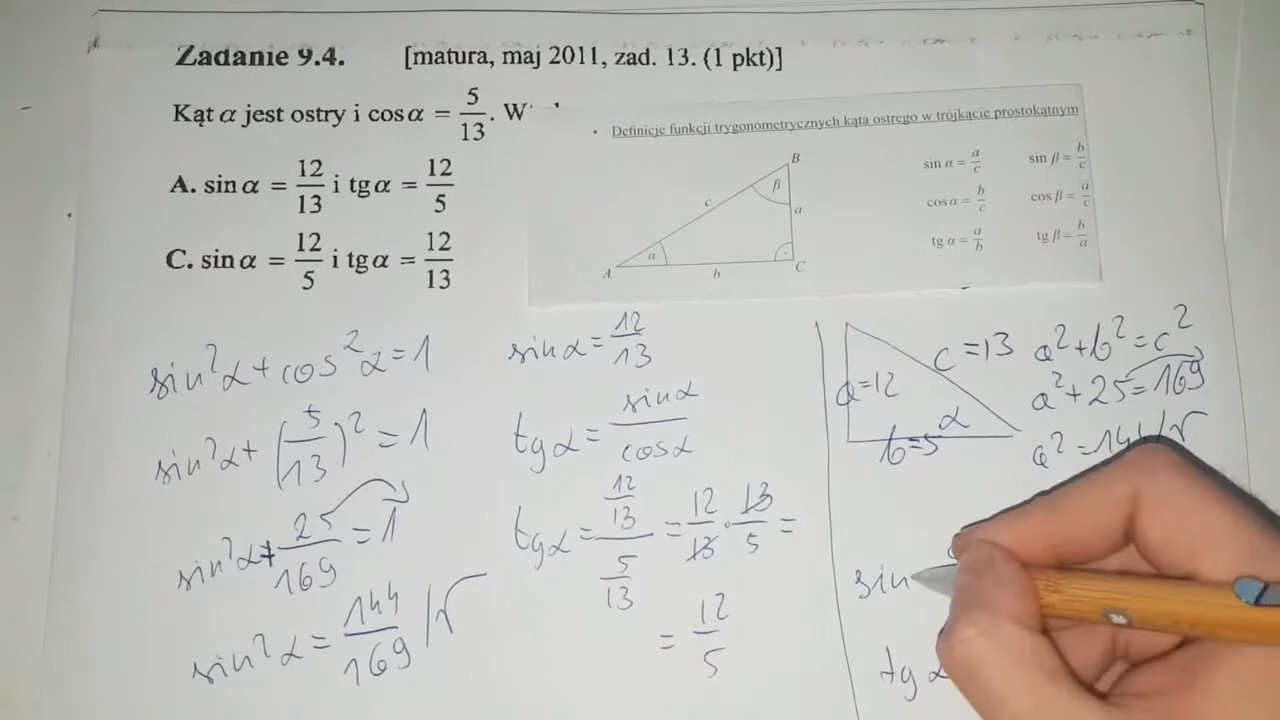 Zadanie 9.4. [matura, maj 2011, zad. 13. (1 pkt)]
Kąt α jest ostry i cos α = 5/13. W
A. sin α = 12/13 i tg α = 12/5
C. sin α = 12/5 i tg α = 12/13
• Definicje funkcji trygonometrycznych kąta ostrego w trójkącie prostokątnym
B
β
c
a
α
A
b
C
sin α = a/c sin β = b/c
cos α = b/c cos β = a/c
tg α = a/b tg β = b/a
sin²α + cos²α = 1
sin²α + (5/13)² = 1
sin²α + 25/169 = 1
sin²α = 144/169 /√
sin α = 12/13
tg α = sin α / cos α
tg α = (12/13)/(5/13) = 12/13 · 13/5 =
= 12/5
c = 13
a = 12
α
b = 5
a² + b² = c²
a² + 25 = 169
a² = 144 /√
sin
tg α